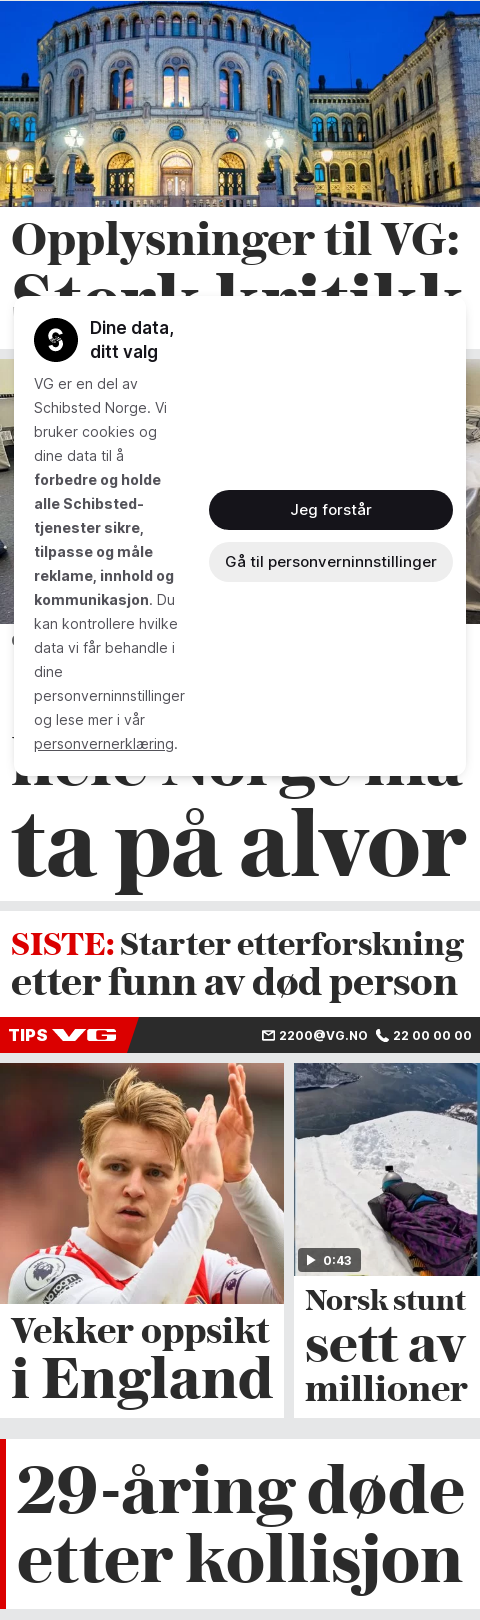 Opplysninger til VG:
Sterk kritikk
Dine data,
ditt valg
VG er en del av
Schibsted Norge. Vi
bruker cookies og
dine data til å
forbedre og holde
alle Schibsted-
tjenester sikre,
tilpasse og måle
reklame, innhold og
kommunikasjon. Du
kan kontrollere hvilke
data vi får behandle i
dine
personverninnstillinger
og lese mer i vår
personvernerklæring.
Jeg forstår
Gå til personverninnstillinger
hele Norge må
ta på alvor
SISTE: Starter etterforskning
etter funn av død person
TIPS VG
2200@VG.NO 22 00 00 00
0:43
Vekker oppsikt
i England
Norsk stunt
sett av
millioner
29-åring døde
etter kollisjon